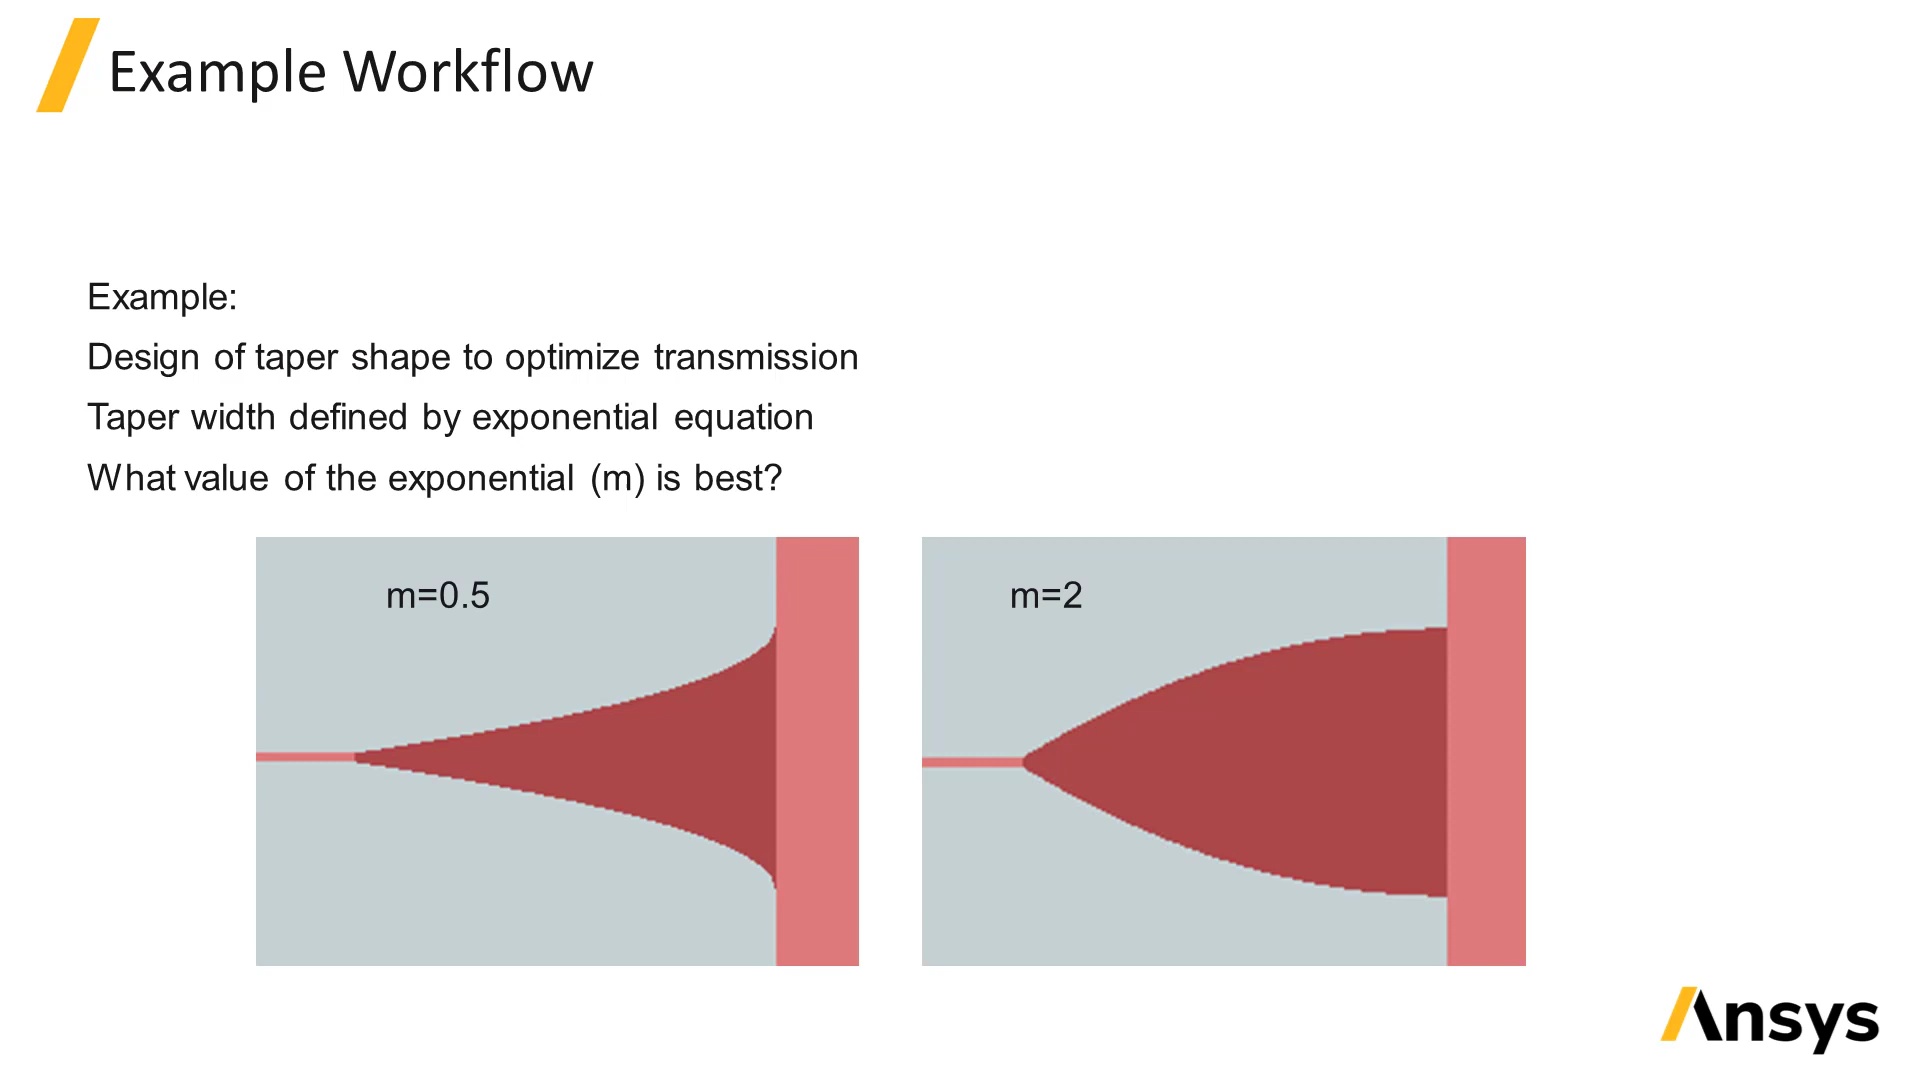 Example Workflow
Example:
Design of taper shape to optimize transmission
Taper width defined by exponential equation
What value of the exponential (m) is best?
m=0.5
m=2
Ansys